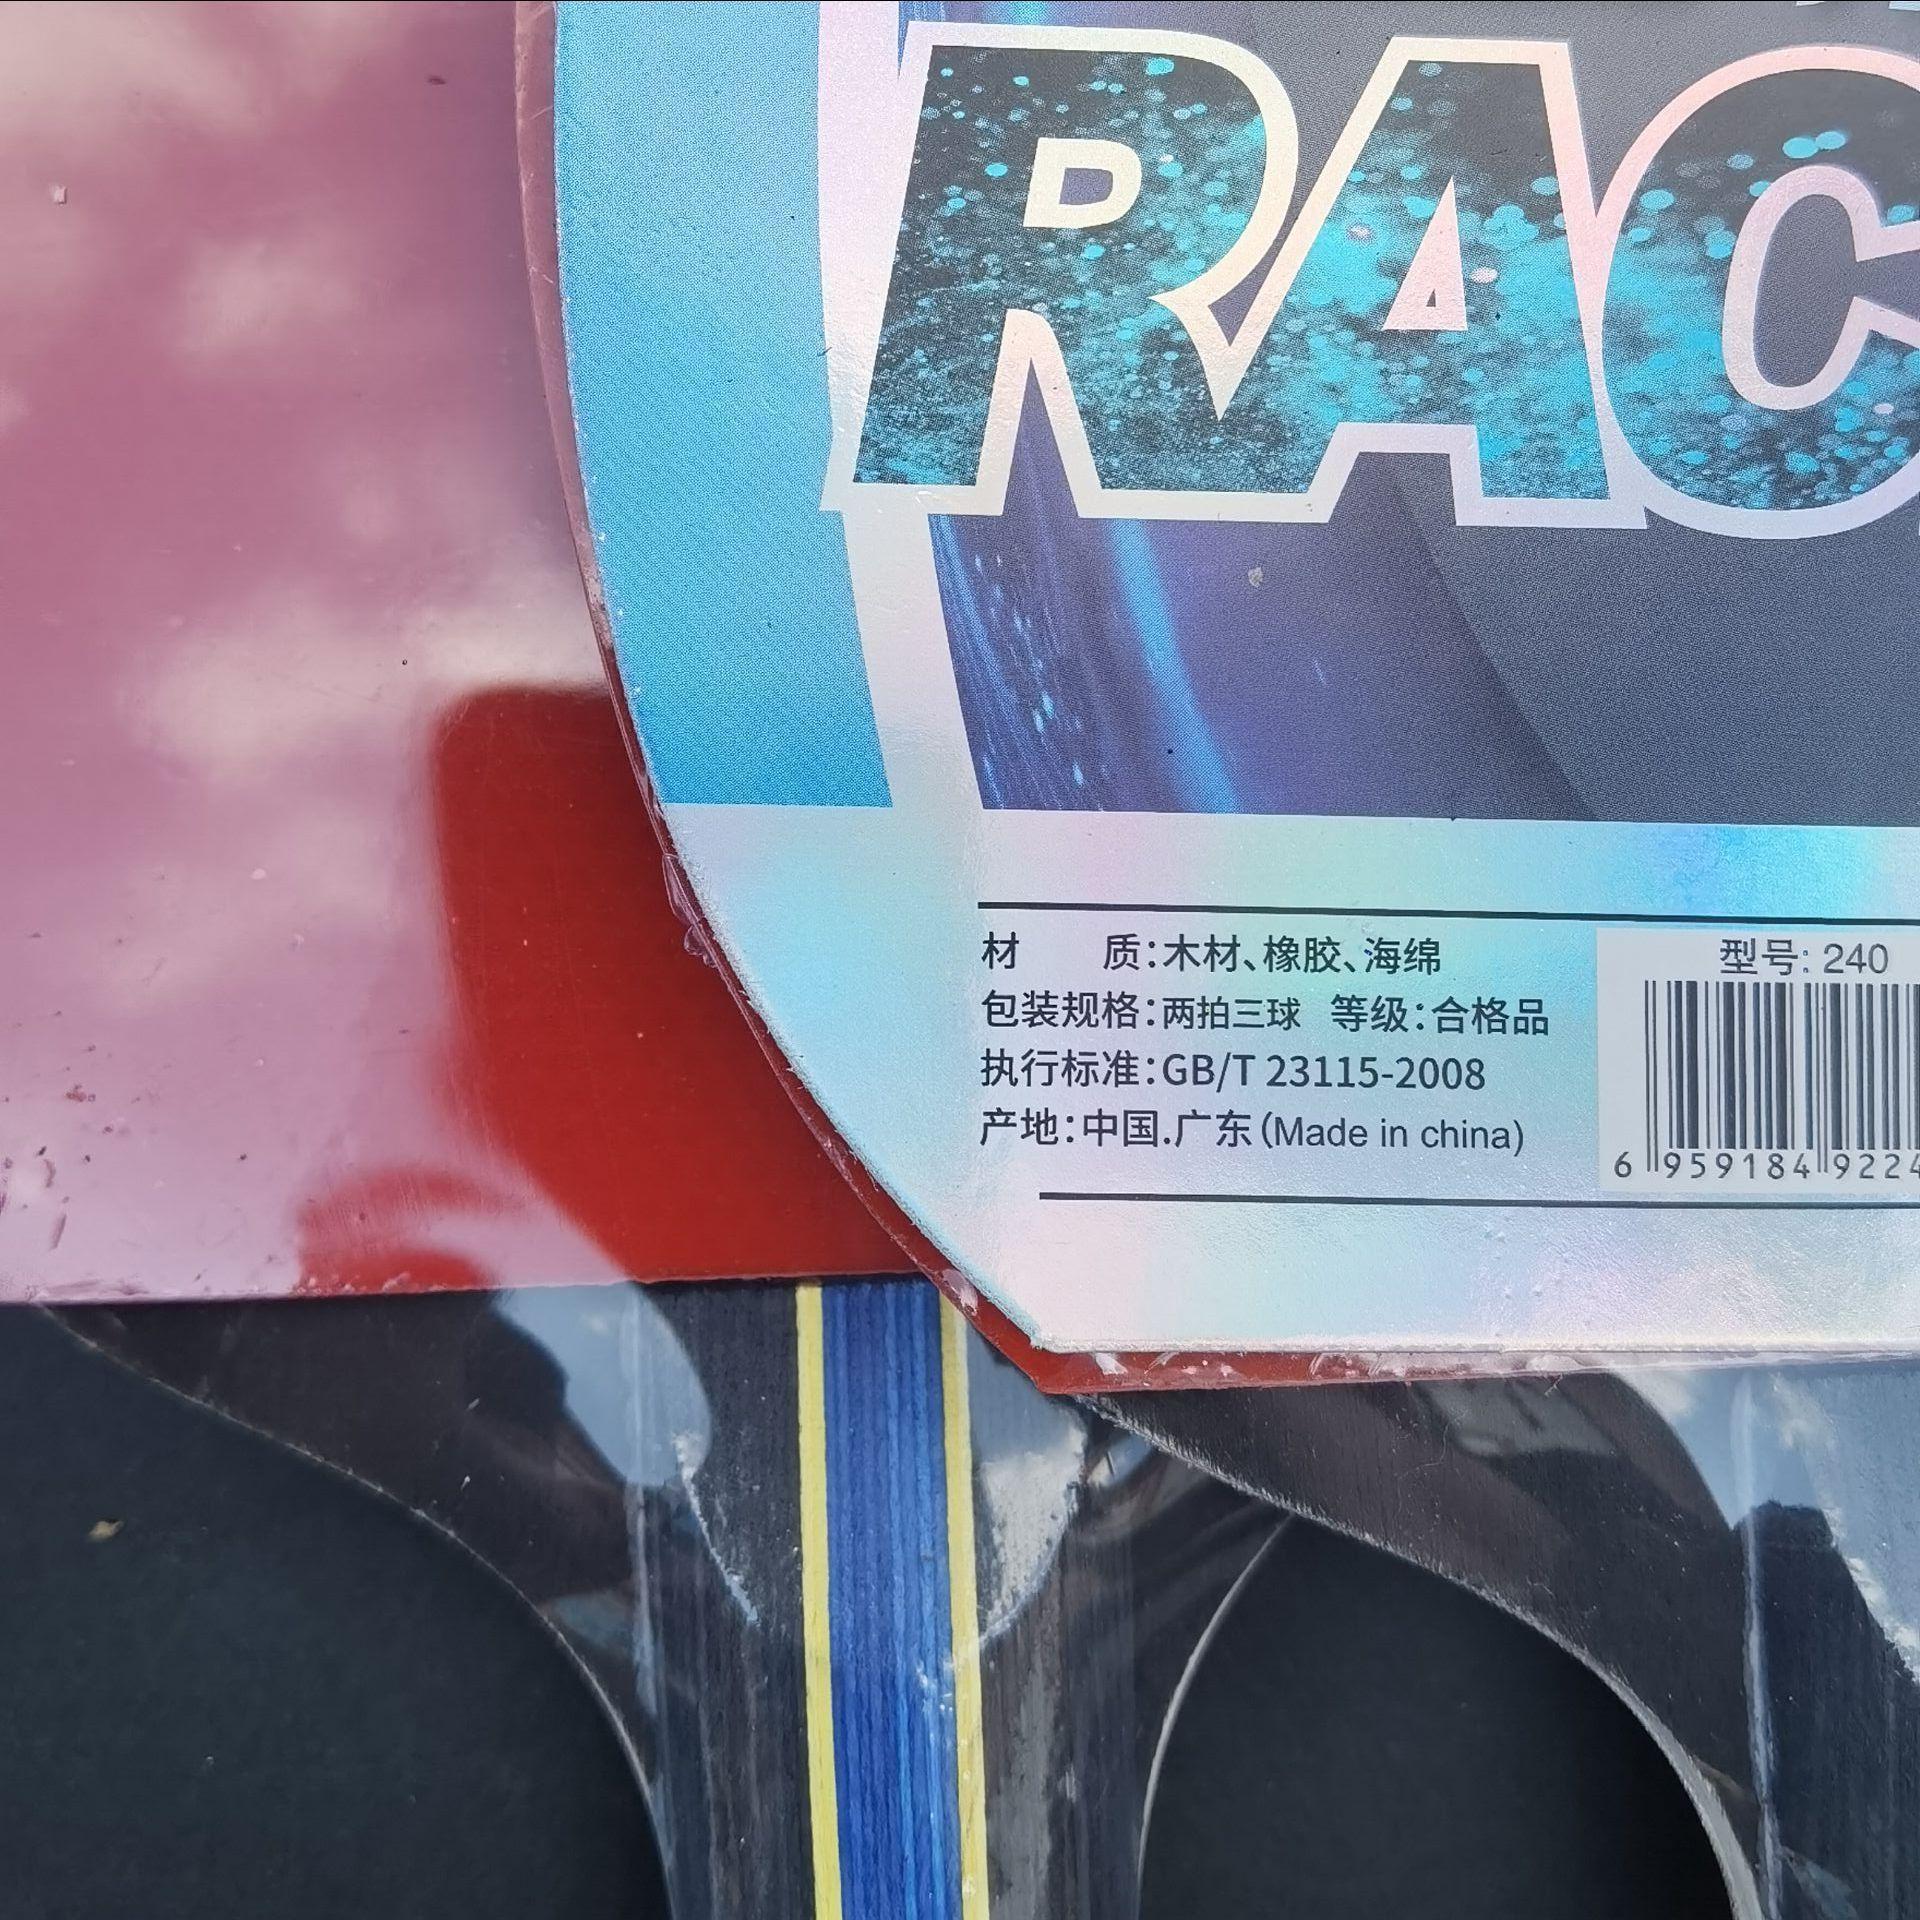 RAC
材 质：木材、橡胶、海绵
包装规格：两拍三球 等级：合格品
执行标准：GB/T 23115-2008
产地：中国.广东（Made in china)
型号: 240
6 959184 9224